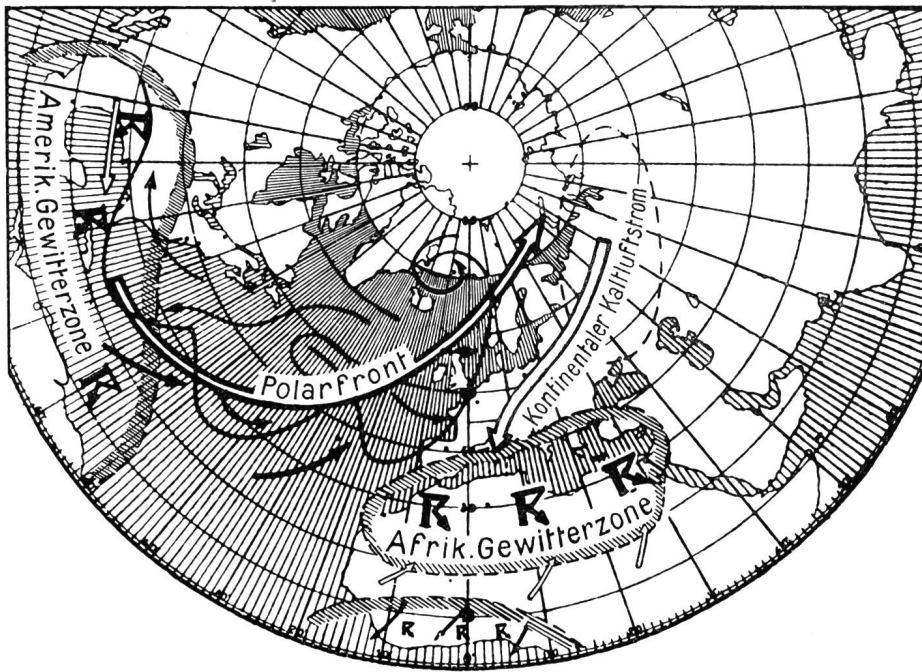 Amerik. Gewitterzone
Polarfront
Kontinentaler Kaltluftstrom
Afrik. Gewitterzone